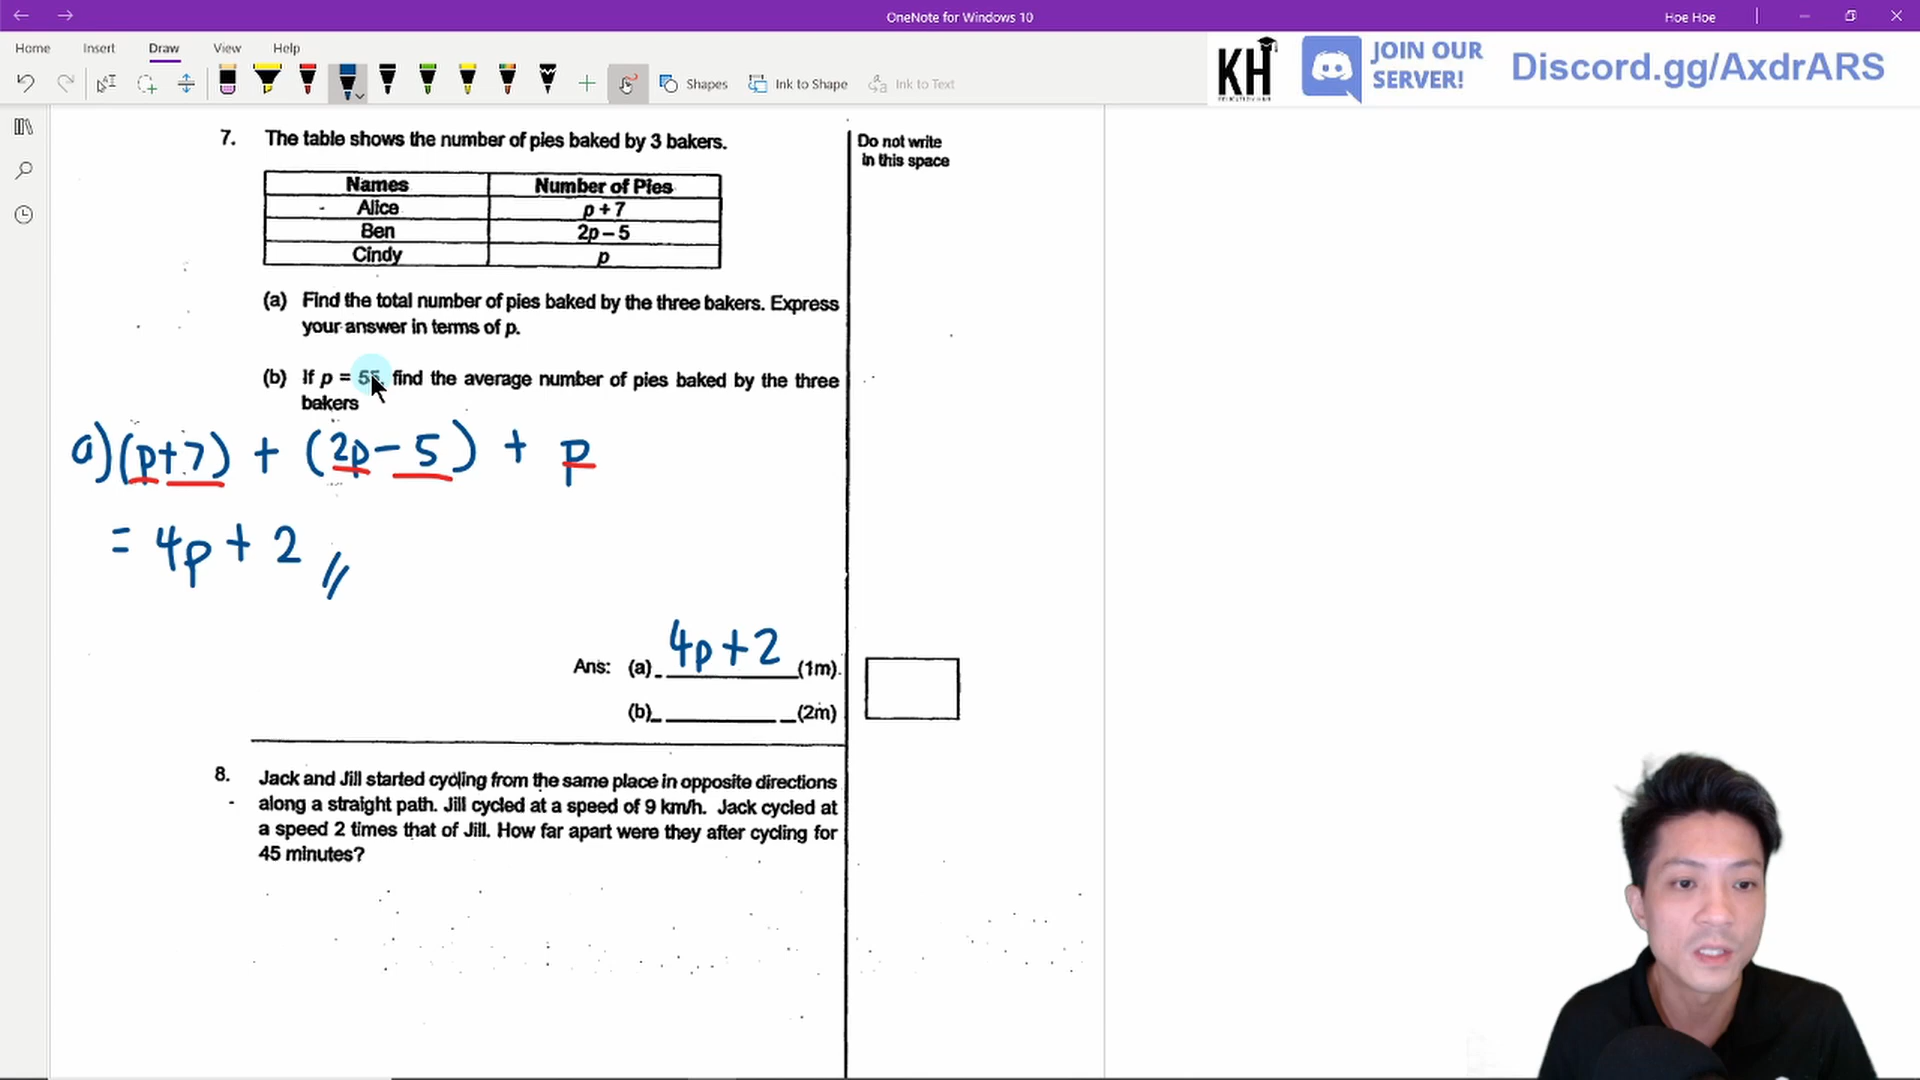 OneNote for Windows 10
Hoe Hoe
Home Insert Draw View Help
Shapes Ink to Shape Ink to Text
KH
JOIN OUR
SERVER!
Discord.gg/AxdrARS
7. The table shows the number of pies baked by 3 bakers.
Names Number of Pies
Alice p + 7
Ben 2p – 5
Cindy p
(a) Find the total number of pies baked by the three bakers. Express
your answer in terms of p.
(b) If p = 55, find the average number of pies baked by the three
bakers
a) (p+7) + (2p-5) + p
= 4p + 2 //
Ans: (a) 4p+2 (1m)
(b) (2m)
Do not write
in this space
8. Jack and Jill started cycling from the same place in opposite directions
along a straight path. Jill cycled at a speed of 9 km/h. Jack cycled at
a speed 2 times that of Jill. How far apart were they after cycling for
45 minutes?